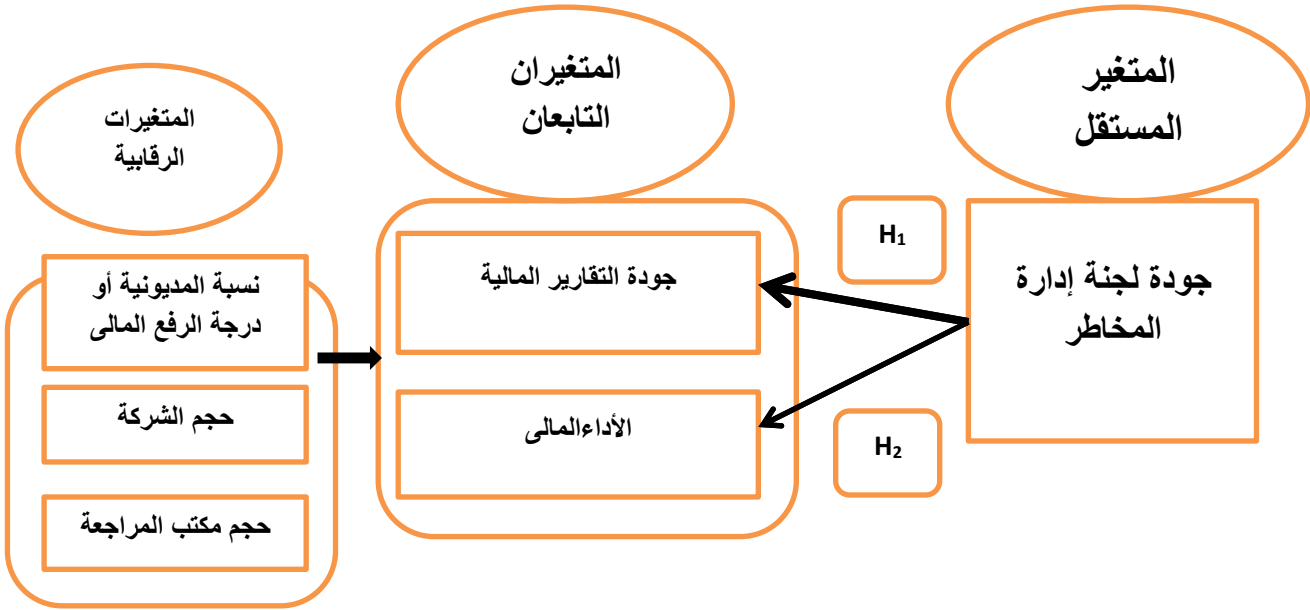 المتغير
المستقل
جودة لجنة إدارة
المخاطر
H₁
H₂
المتغيران
التابعان
جودة التقارير المالية
الأداءالمالى
المتغيرات
الرقابية
نسبة المديونية أو
درجة الرفع المالى
حجم الشركة
حجم مكتب المراجعة